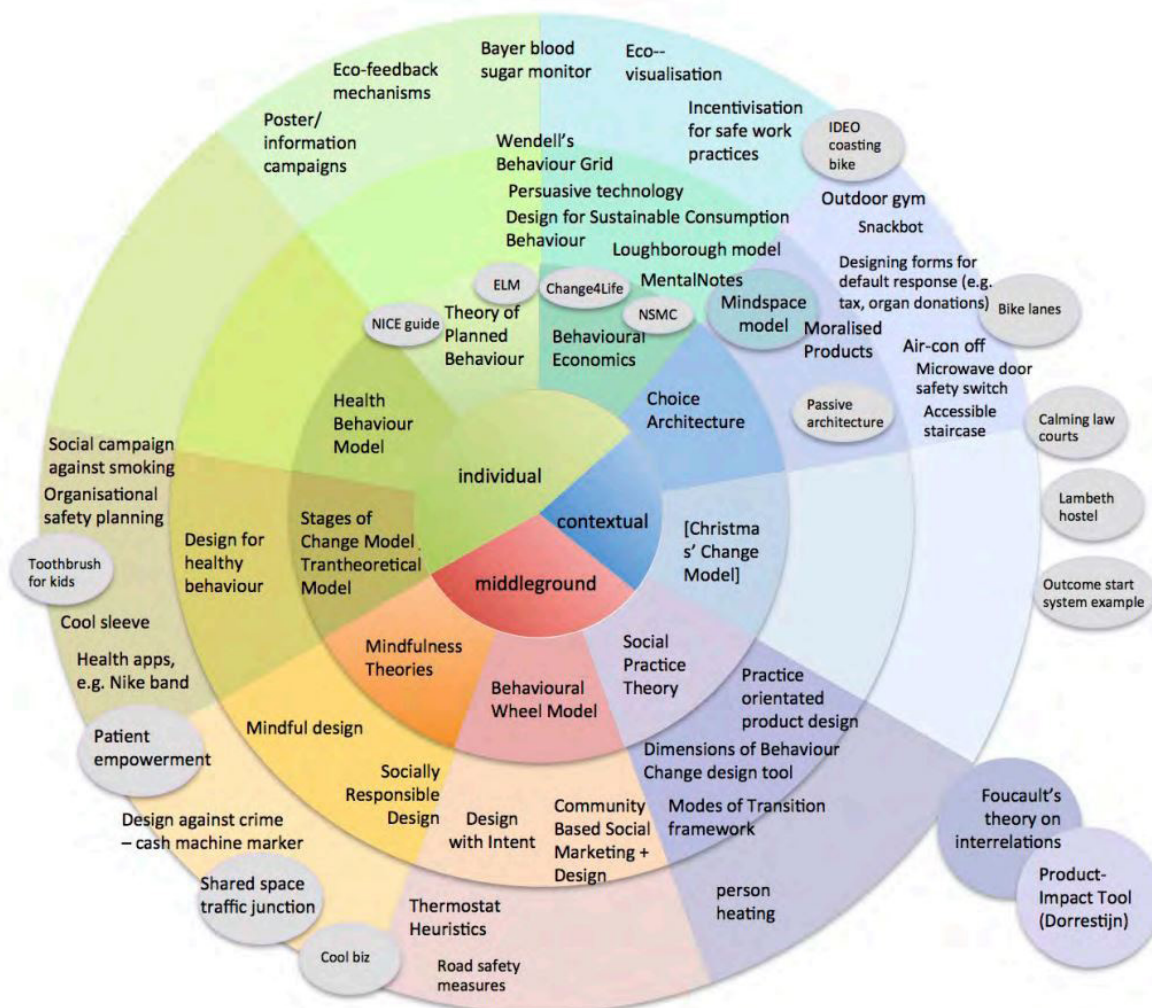 Bayer blood
sugar monitor
Eco--
visualisation
Eco-feedback
mechanisms
Poster/
information
campaigns
Incentivisation
for safe work
practices
IDEO
coasting
bike
Wendell's
Behaviour Grid
Persuasive technology
Design for Sustainable Consumption
Behaviour
Loughborough model
MentalNotes
Outdoor gym
Snackbot
Designing forms for
default response (e.g.
tax, organ donations)
Bike lanes
ELM
Change4Life
NSMC
Mindspace
model
NICE guide
Theory of
Planned
Behaviour
Behavioural
Economics
Moralised
Products
Air-con off
Microwave door
safety switch
Accessible
staircase
Passive
architecture
Calming law
courts
Health
Behaviour
Model
Choice
Architecture
Social campaign
against smoking
Organisational
safety planning
individual
contextual
middleground
Lambeth
hostel
Design for
healthy
behaviour
Stages of
Change Model
Trantheoretical
Model
[Christma
s' Change
Model]
Toothbrush
for kids
Outcome start
system example
Cool sleeve
Health apps,
e.g. Nike band
Mindfulness
Theories
Behavioural
Wheel Model
Social
Practice
Theory
Practice
orientated
product design
Patient
empowerment
Mindful design
Dimensions of Behaviour
Change design tool
Socially
Responsible
Design
Design
with Intent
Community
Based Social
Marketing +
Design
Modes of Transition
framework
Foucault's
theory on
interrelations
Design against crime
– cash machine marker
Shared space
traffic junction
Product-
Impact Tool
(Dorrestijn)
Thermostat
Heuristics
person
heating
Cool biz
Road safety
measures